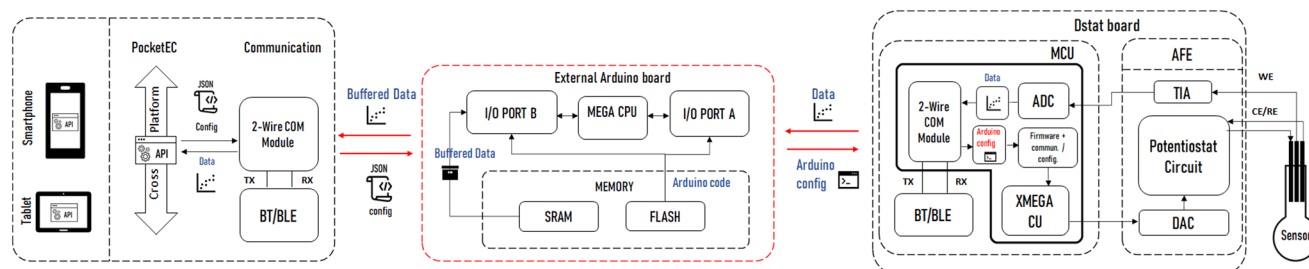 Smartphone
API
Tablet
API
PocketEC
Communication
Platform
Cross
API
JSON
Config
Data
2-Wire COM
Module
TX
RX
BT/BLE
Buffered Data
JSON
config
External Arduino board
I/O PORT B
MEGA CPU
I/O PORT A
Buffered Data
Arduino code
MEMORY
SRAM
FLASH
Data
Arduino
config
Dstat board
MCU
2-Wire
COM
Module
Data
ADC
Arduino
config
Firmware +
commun. /
config.
TX
RX
BT/BLE
XMEGA
CU
AFE
TIA
Potentiostat
Circuit
DAC
WE
CE/RE
Sensor